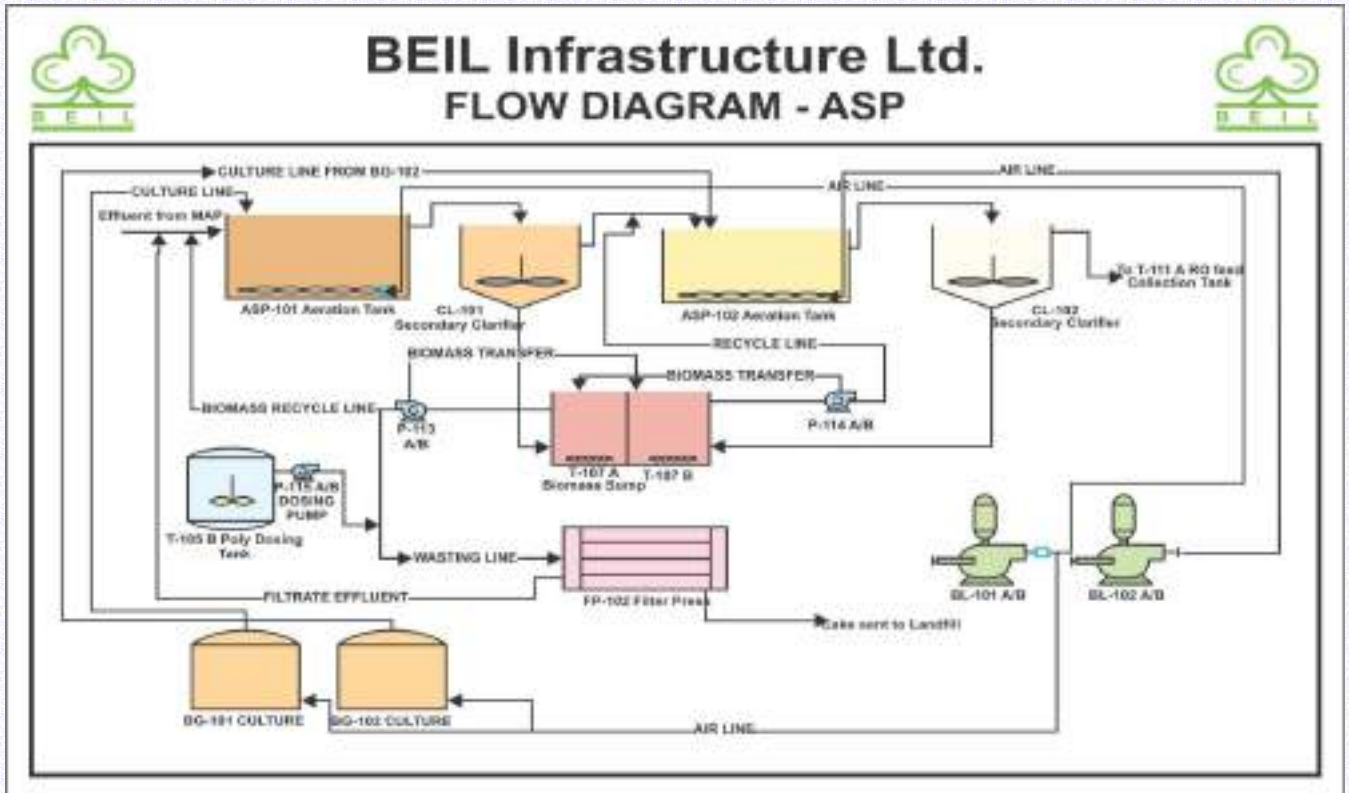 BEIL Infrastructure Ltd.
FLOW DIAGRAM - ASP
BEIL
BEIL
CULTURE LINE FROM BG-102
AIR LINE
CULTURE LINE
AIR LINE
Effluent from MAP
ASP-101 Aeration Tank
CL-101
Secondary Clarifier
ASP-102 Aeration Tank
CL-102
Secondary Clarifier
To T-111 A RO feed
Collection Tank
RECYCLE LINE
BIOMASS TRANSFER
BIOMASS TRANSFER
BIOMASS RECYCLE LINE
P-113
A/B
P-114 A/B
T-107 A
Biomass Sump
T-107 B
P-115 A/B
DOSING
PUMP
T-105 B Poly Dosing
Tank
WASTING LINE
FILTRATE EFFLUENT
FP-102 Filter Press
Cake sent to Landfill
BL-101 A/B
BL-102 A/B
BG-101 CULTURE
BG-102 CULTURE
AIR LINE